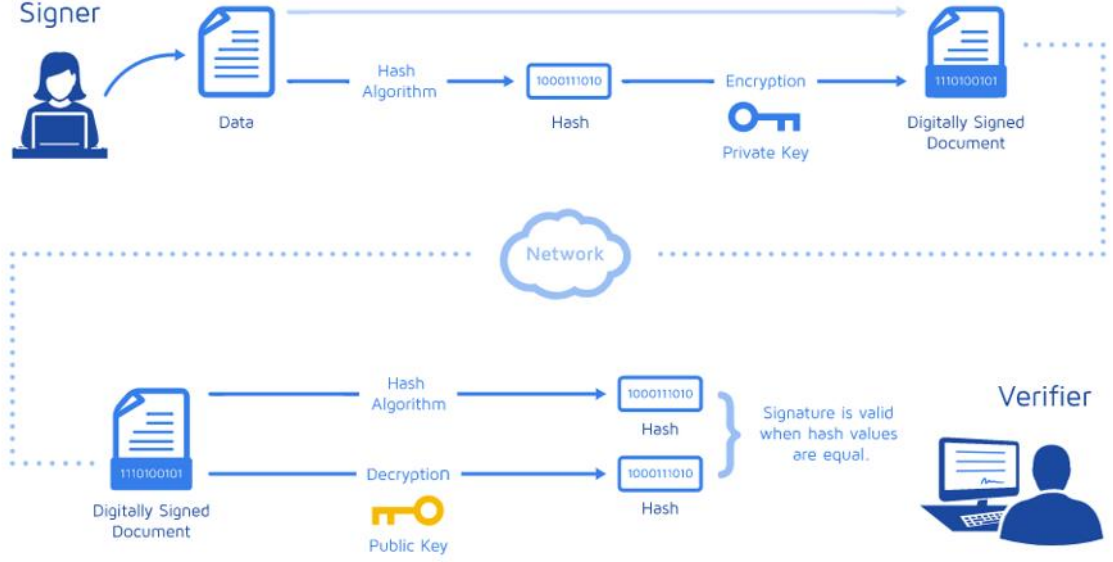 Signer
Data
Hash
Algorithm
1000111010
Hash
Encryption
Private Key
1110100101
Digitally Signed
Document
Network
1110100101
Digitally Signed
Document
Hash
Algorithm
1000111010
Hash
Decryption
Public Key
1000111010
Hash
Signature is valid
when hash values
are equal.
Verifier